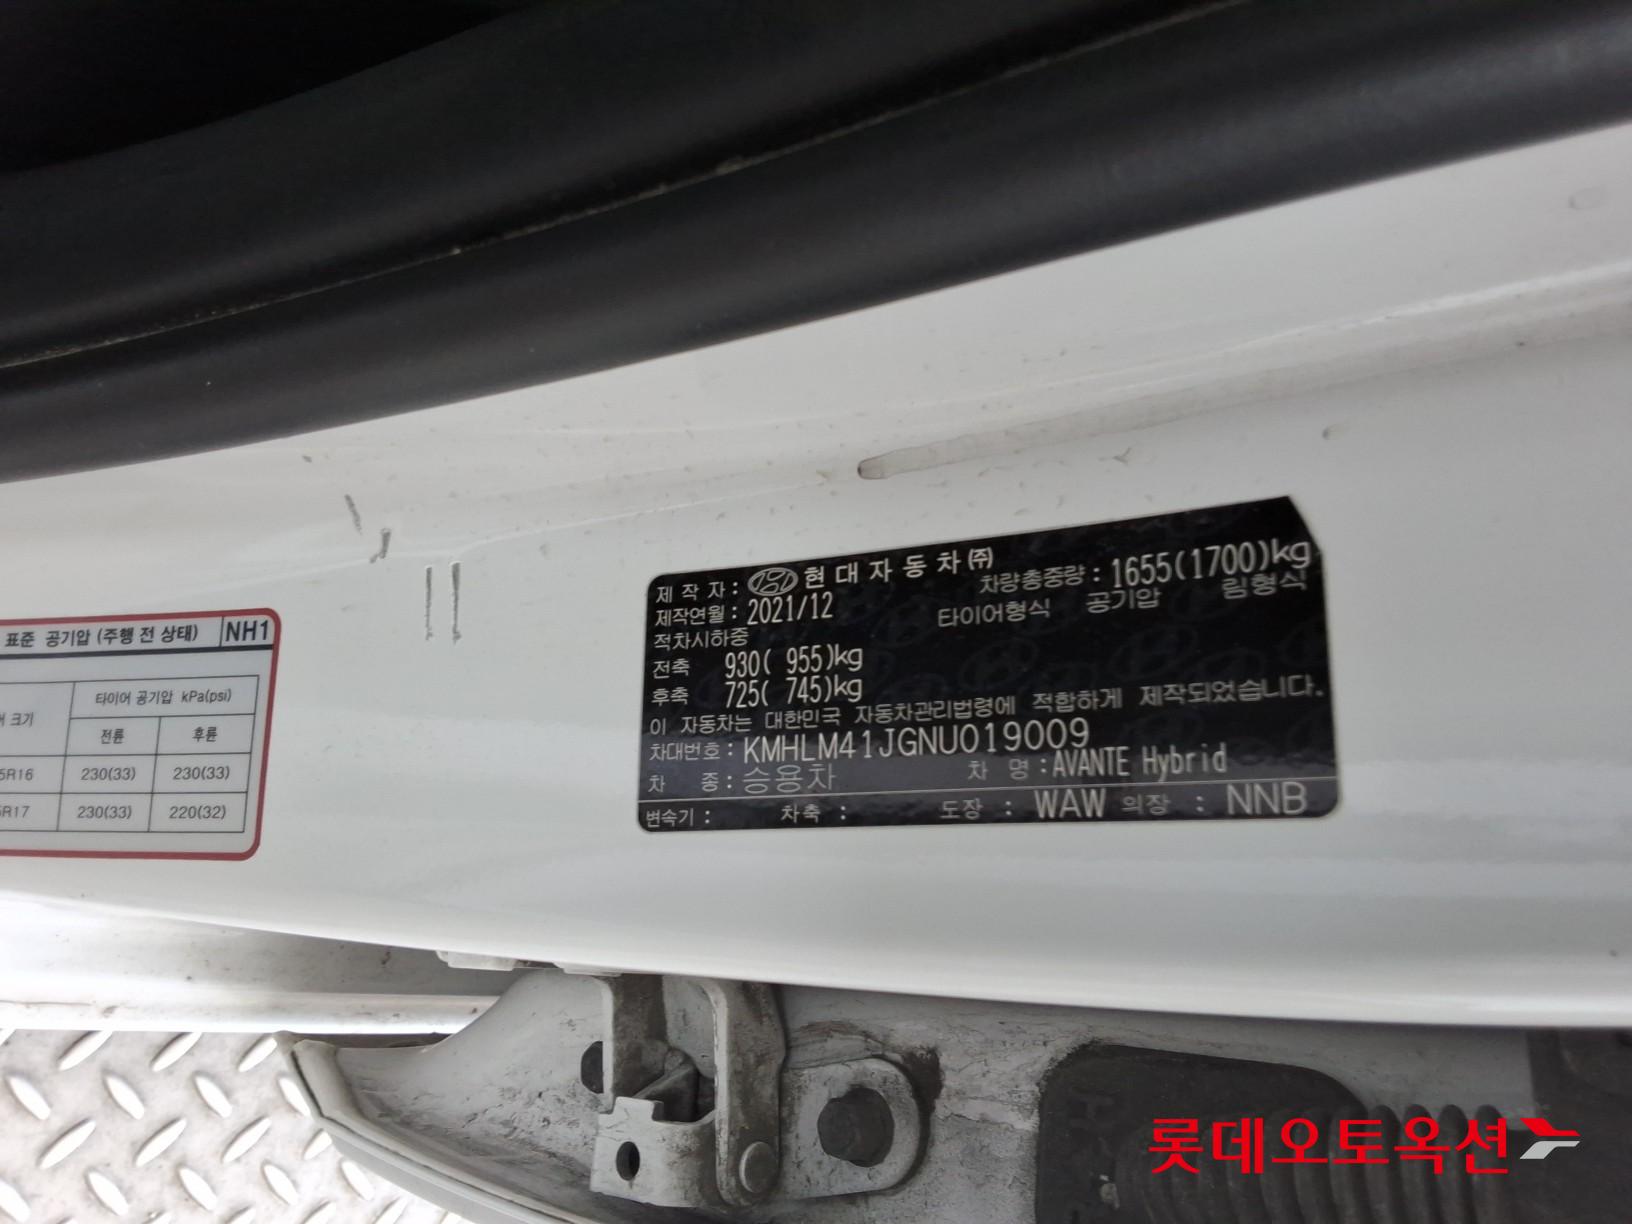 표준 공기압 (주행 전 상태) NH1
크기 타이어 공기압 kPa(psi)
전륜 후륜
5R16 230(33) 230(33)
5R17 230(33) 220(32)
제 작 자 : 현 대 자 동 차 ㈜ 차량총중량 : 1655(1700)kg
제작연월 : 2021/12 타이어형식 공기압 림형식
적차시하중
전축 930( 955)kg
후축 725( 745)kg
이 자동차는 대한민국 자동차관리법령에 적합하게 제작되었습니다.
차대번호 : KMHLM41JGNU019009
차 종 : 승용차 차 명 : AVANTE Hybrid
변속기 : 차축 : 도장 : WAW 의장 : NNB
롯데오토옥션